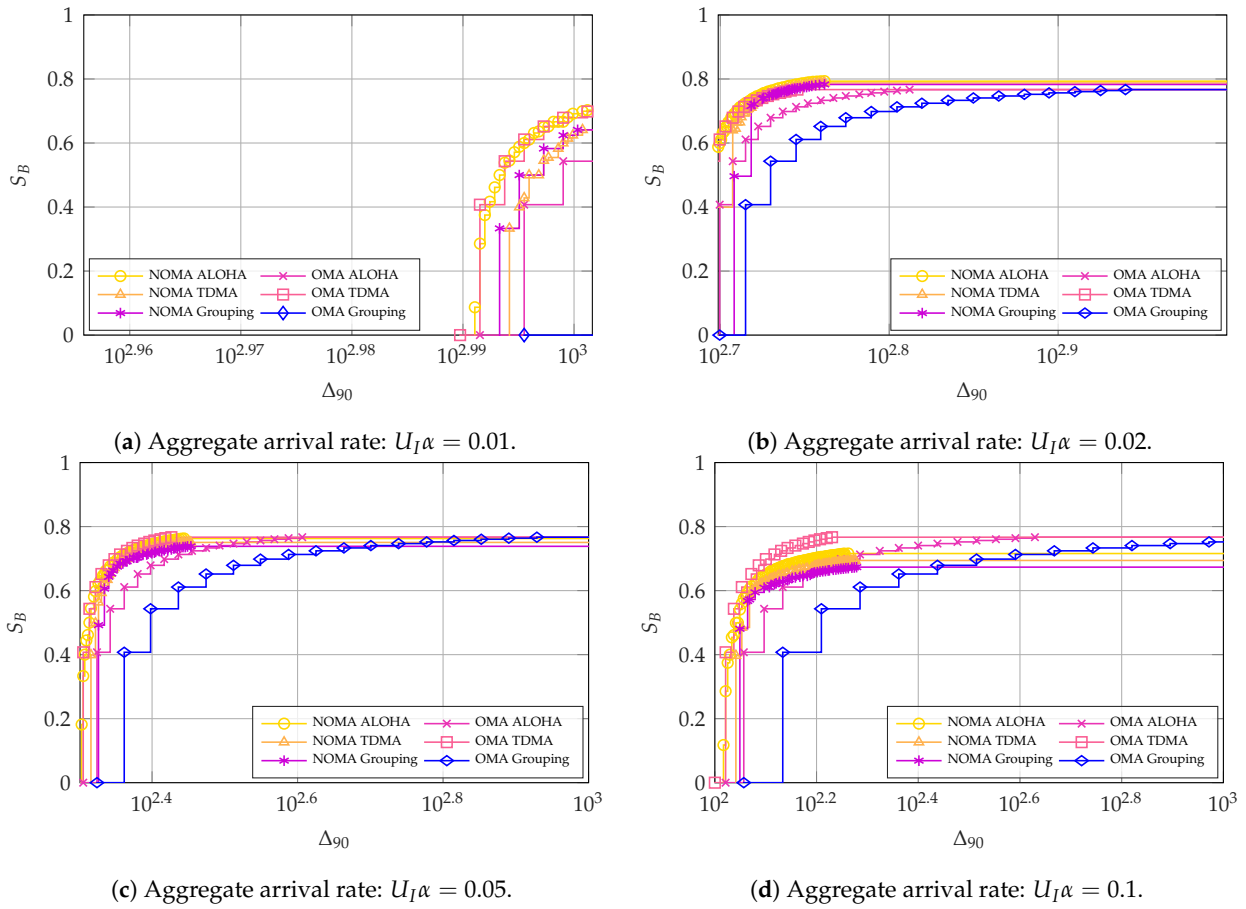 1
0.8
0.6
0.4
0.2
0
S_B
NOMA ALOHA
OMA ALOHA
NOMA TDMA
OMA TDMA
NOMA Grouping
OMA Grouping
10^2.96
10^2.97
10^2.98
10^2.99
10^3
Δ_90
(a) Aggregate arrival rate: U_I α = 0.01.
1
0.8
0.6
0.4
0.2
0
S_B
NOMA ALOHA
OMA ALOHA
NOMA TDMA
OMA TDMA
NOMA Grouping
OMA Grouping
10^2.7
10^2.8
10^2.9
Δ_90
(b) Aggregate arrival rate: U_I α = 0.02.
1
0.8
0.6
0.4
0.2
0
S_B
NOMA ALOHA
OMA ALOHA
NOMA TDMA
OMA TDMA
NOMA Grouping
OMA Grouping
10^2.4
10^2.6
10^2.8
10^3
Δ_90
(c) Aggregate arrival rate: U_I α = 0.05.
1
0.8
0.6
0.4
0.2
0
S_B
NOMA ALOHA
OMA ALOHA
NOMA TDMA
OMA TDMA
NOMA Grouping
OMA Grouping
10^2
10^2.2
10^2.4
10^2.6
10^2.8
10^3
Δ_90
(d) Aggregate arrival rate: U_I α = 0.1.